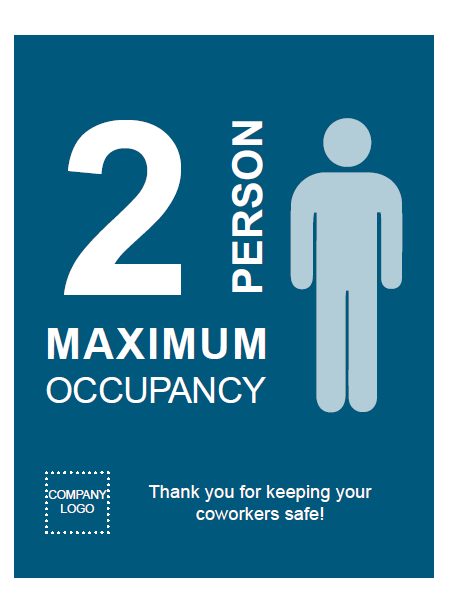 2 PERSON
MAXIMUM
OCCUPANCY
COMPANY
LOGO
Thank you for keeping your
coworkers safe!